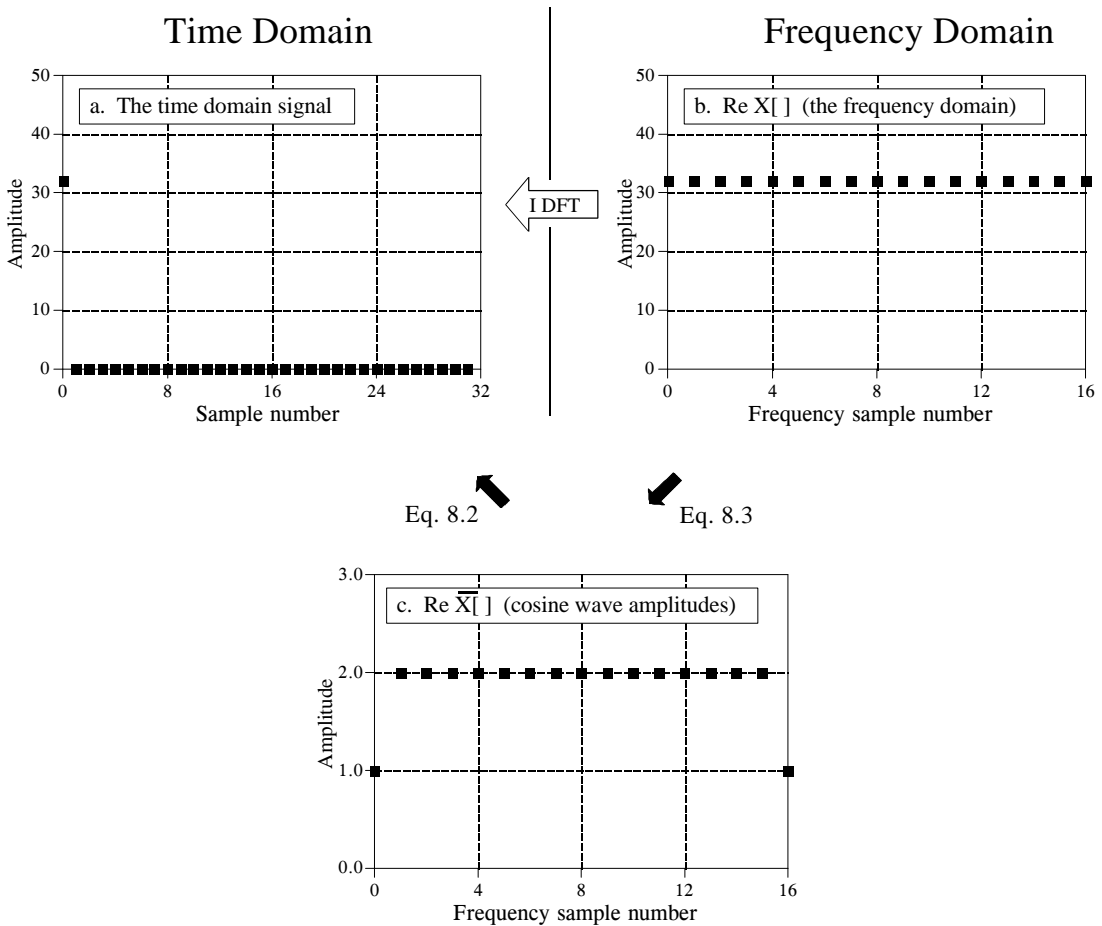 Time Domain
Frequency Domain
50
40
30
20
10
0
0 8 16 24 32
Amplitude
Sample number
a. The time domain signal
I DFT
50
40
30
20
10
0
0 4 8 12 16
Amplitude
Frequency sample number
b. Re X[ ] (the frequency domain)
Eq. 8.2
Eq. 8.3
3.0
2.0
1.0
0.0
0 4 8 12 16
Amplitude
Frequency sample number
c. Re X̅[ ] (cosine wave amplitudes)